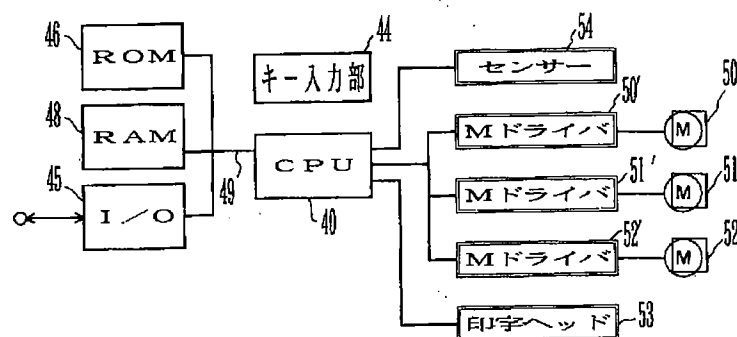 46
ROM
48
RAM
45
I/O
49
44
キー入力部
CPU
40
54
センサー
50'
Mドライバ
M
50
51'
Mドライバ
M
51
52'
Mドライバ
M
52
印字ヘッド
53